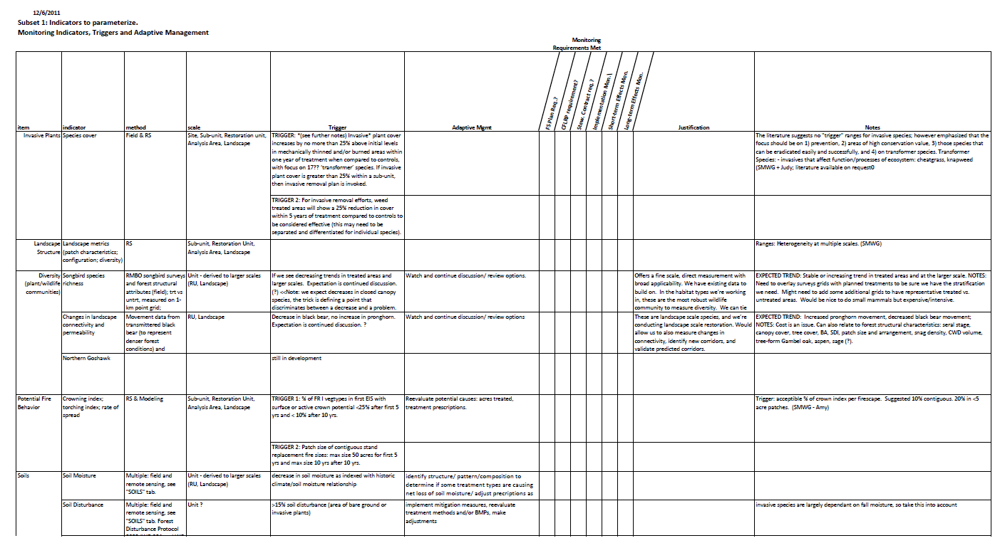 12/6/2011
Subset 1: Indicators to parameterize.
Monitoring Indicators, Triggers and Adaptive Management
Monitoring
Requirements Met
item
indicator
method
scale
Trigger
Adaptive Mgmt
FS Plan Req.?
CFLRP requirement?
Stew. Contract req.?
Implementation Mon.
Short-term Effects Mon.
Long-term Effects Mon.
Justification
Notes
Invasive Plants
Species cover
Field & RS
Site, Sub-unit, Restoration unit,
Analysis Area, Landscape
TRIGGER: *(see further notes) Invasive* plant cover
increases by no more than 25% above initial levels
in mechanically thinned and/or burned areas within
one year of treatment when compared to controls,
with focus on 17?? 'transformer' species. If invasive
plant cover is greater than 25% within a sub-unit,
then invasive removal plan is invoked.
The literature suggests no "trigger" ranges for invasive species; however emphasized that the
focus should be on 1) prevention, 2) areas of high conservation value, 3) those species that
can be eradicated easily and successfully, and 4) on transformer species. Transformer
Species: - invasives that affect function/processes of ecosystem: cheatgrass, knapweed
(SMWG + Judy; literature available on request0
TRIGGER 2: For invasive removal efforts, weed
treated areas will show a 25% reduction in cover
within 5 years of treatment compared to controls to
be considered effective (this may need to be
separated and differentiated for individual species).
Landscape
Structure
Landscape metrics
(patch characteristics;
configuration; diversity)
RS
Sub-unit, Restoration Unit,
Analysis Area, Landscape
Ranges: Heterogeneity at multiple scales. (SMWG)
Diversity
(plant/wildlife
communities)
Songbird species
richness
RMBO songbird surveys
and forest structural
attributes (field); trt vs
untrt, measured on 1-
km point grid;
Unit - derived to larger scales
(RU, Landscape)
If we see decreasing trends in treated areas and
larger scales. Expectation is continued discussion.
(?) <<Note: we expect decreases in closed canopy
species, the trick is defining a point that
discriminates between a decrease and a problem.
Watch and continue discussion/ review options.
Offers a fine scale, direct measurement with
broad applicability. We have existing data to
build on. In the habitat types we're working
in, these are the most robust wildlife
community to measure diversity. We can tie
EXPECTED TREND: Stable or increasing trend in treated areas and at the larger scale. NOTES:
Need to overlay surveys grids with planned treatments to be sure we have the stratification
we need. Might need to add some additional grids to have representative treated vs.
untreated areas. Would be nice to do small mammals but expensive/intensive.
Changes in landscape
connectivity and
permeability
Movement data from
transmittered black
bear (to represent
denser forest
conditions) and
RU, Landscape
Decrease in black bear, no increase in pronghorn.
Expectation is continued discussion. ?
Watch and continue discussion/ review options
These are landscape scale species, and we're
conducting landscape scale restoration. Would
allow us to also measure changes in
connectivity, identify new corridors, and
validate predicted corridors.
EXPECTED TREND: Increased pronghorn movement, decreased black bear movement;
NOTES: Cost is an issue. Can also relate to forest structural characteristics: seral stage,
canopy cover, tree cover, BA, SDI, patch size and arrangement, snag density, CWD volume,
tree-form Gambel oak, aspen, sage (?).
Northern Goshawk
still in development
Potential Fire
Behavior
Crowning index;
torching index; rate of
spread
RS & Modeling
Sub-unit, Restoration Unit,
Analysis Area, Landscape
TRIGGER 1: % of FR I vegtypes in first EIS with
surface or active crown potential <25% after first 5
yrs and < 10% after 10 yrs.
Reevaluate potential causes: acres treated,
treatment prescriptions.
Trigger: acceptible % of crown index per firescape. Suggested 10% contiguous, 20% in <5
acre patches. (SMWG - Amy)
TRIGGER 2: Patch size of contiguous stand
replacement fire sizes: max size 50 acres for first 5
yrs and max size 10 yrs after 10 yrs.
Soils
Soil Moisture
Multiple: field and
remote sensing, see
"SOILS" tab.
Unit - derived to larger scales
(RU, Landscape)
decrease in soil moisture as indexed with historic
climate/soil moisture relationship
identify structure/ pattern/composition to
determine if some treatment types are causing
net loss of soil moisture/ adjust precriptions as
Soil Disturbance
Multiple: field and
remote sensing, see
"SOILS" tab. Forest
Disturbance Protocol
Unit ?
>15% soil disturbance (area of bare ground or
invasive plants)
implement mitigation measures, reevaluate
treatment methods and/or BMPs, make
adjustments
invasive species are largely dependant on fall moisture, so take this into account